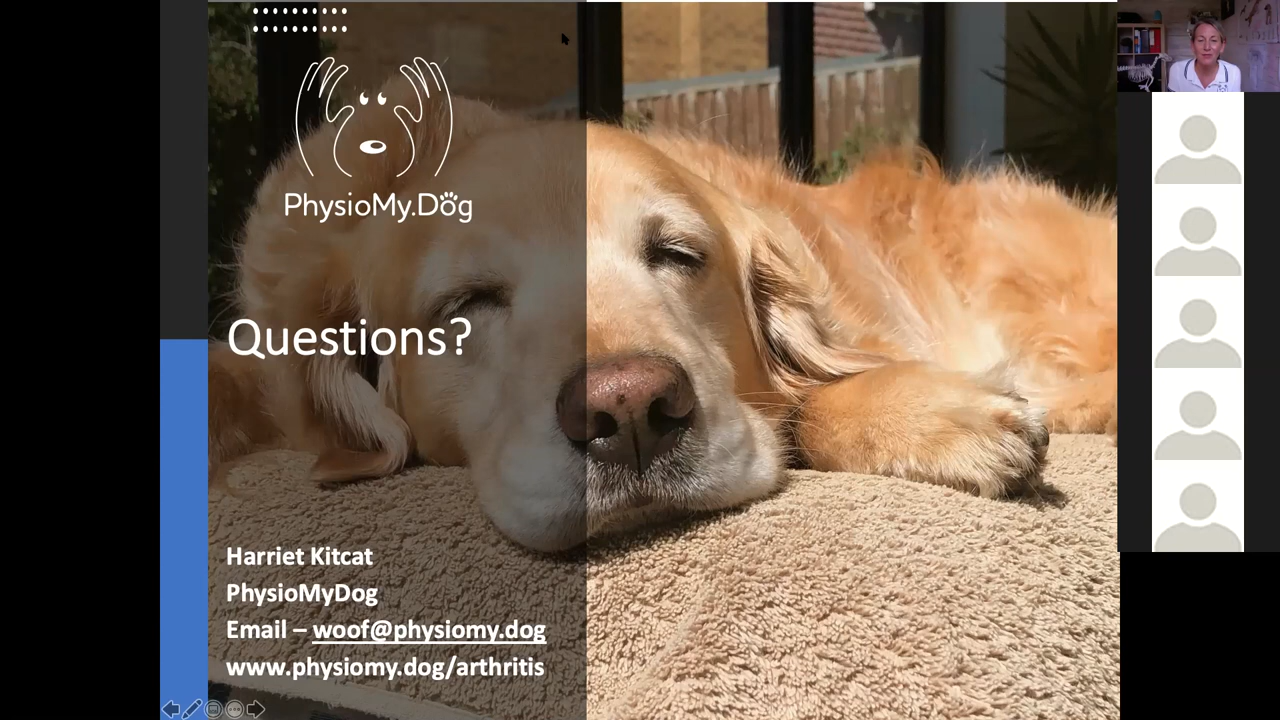 PhysioMy.Dog
Questions?
Harriet Kitcat
PhysioMyDog
Email – woof@physiomy.dog
www.physiomy.dog/arthritis